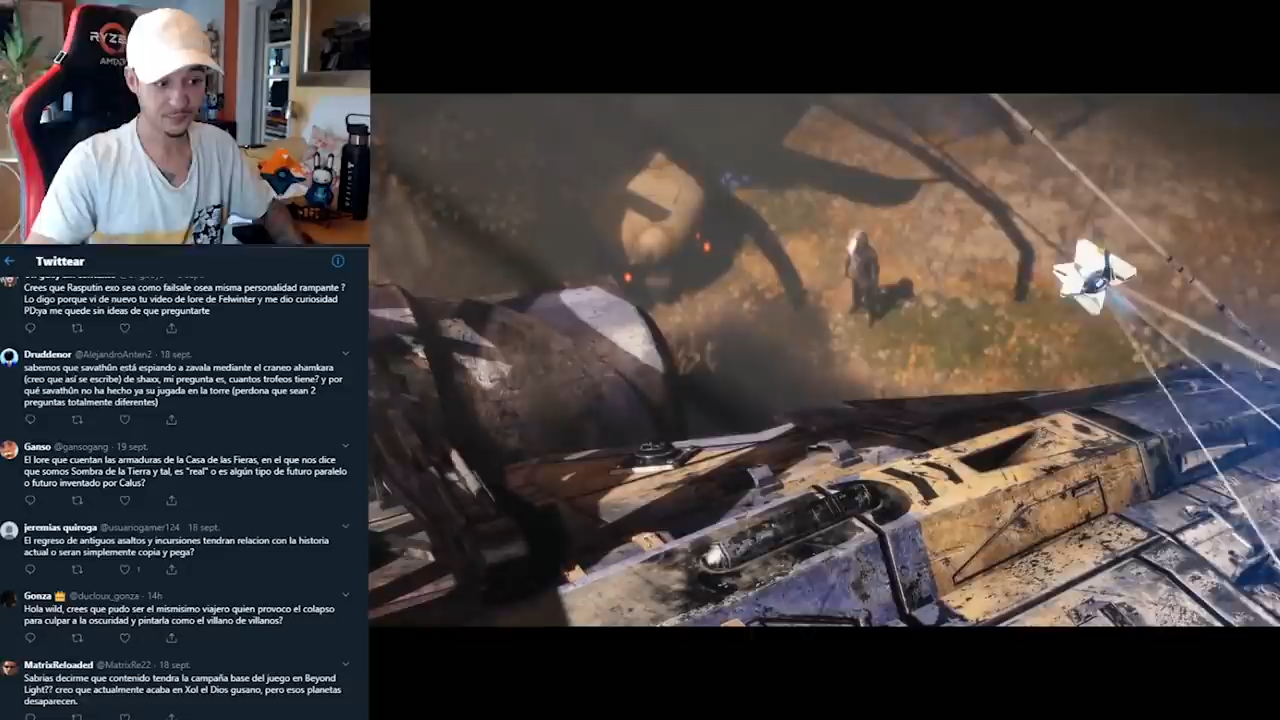 RYZE
AMD
DESTINY
Twittear
Crees que Rasputin exo sea como failsale osea misma personalidad rampante ?
Lo digo porque vi de nuevo tu video de lore de Felwinter y me dio curiosidad
PD:ya me quede sin ideas de que preguntarte
Druddenor @AlejandroAnten2 · 18 sept.
sabemos que savathûn está espiando a zavala mediante el craneo ahamkara
(creo que así se escribe) de shaxx, mi pregunta es, cuantos trofeos tiene? y por
qué savathûn no ha hecho ya su jugada en la torre (perdona que sean 2
preguntas totalmente diferentes)
Ganso @gansogang · 19 sept.
El lore que cuentan las armaduras de la Casa de las Fieras, en el que nos dice
que somos Sombra de la Tierra y tal, es "real" o es algún tipo de futuro paralelo
o futuro inventado por Calus?
jeremias quiroga @usuariogamer124 · 18 sept.
El regreso de antiguos asaltos y incursiones tendran relacion con la historia
actual o seran simplemente copia y pega?
1
Gonza 👑 @ducloux_gonza · 14h
Hola wild, crees que pudo ser el mismisimo viajero quien provoco el colapso
para culpar a la oscuridad y pintarla como el villano de villanos?
MatrixReloaded @MatrixRe22 · 18 sept.
Sabrias decirme que contenido tendra la campaña base del juego en Beyond
Light?? creo que actualmente acaba en Xol el Dios gusano, pero esos planetas
desaparecen.